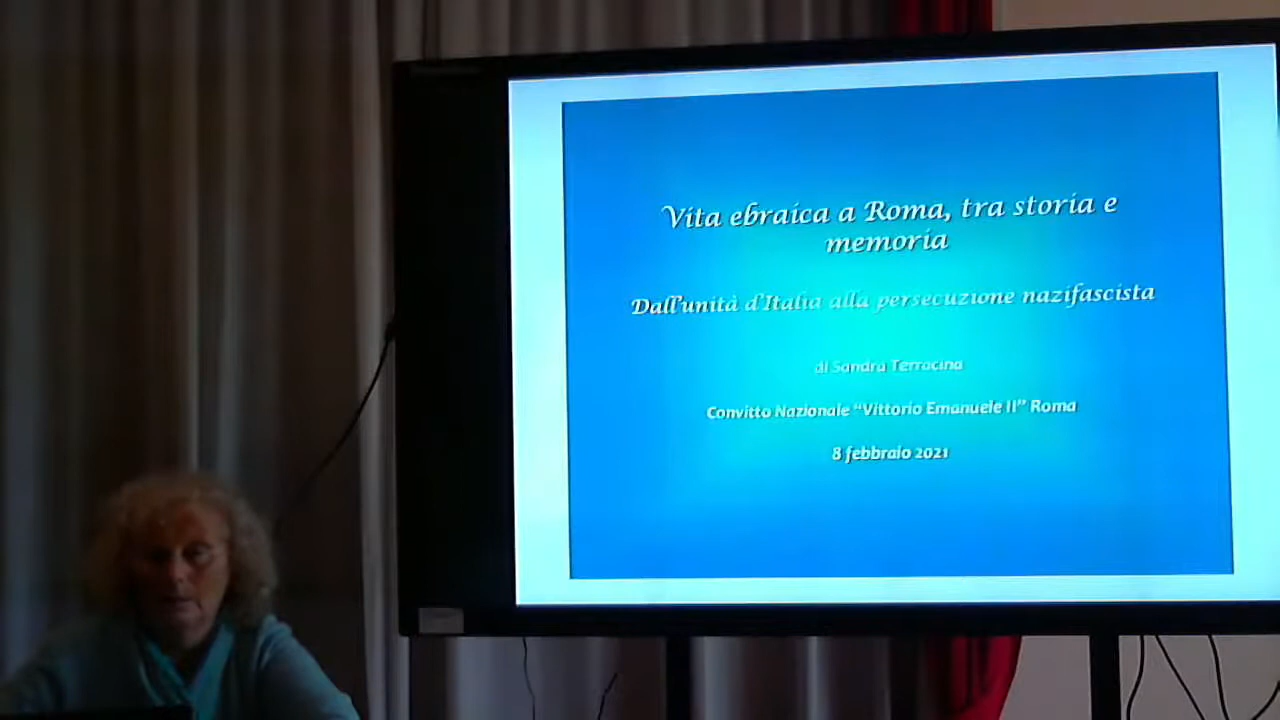 Vita ebraica a Roma, tra storia e
memoria
Dall'unità d'Italia alla persecuzione nazifascista
di Sandra Terracina
Convitto Nazionale “Vittorio Emanuele II” Roma
8 febbraio 2021